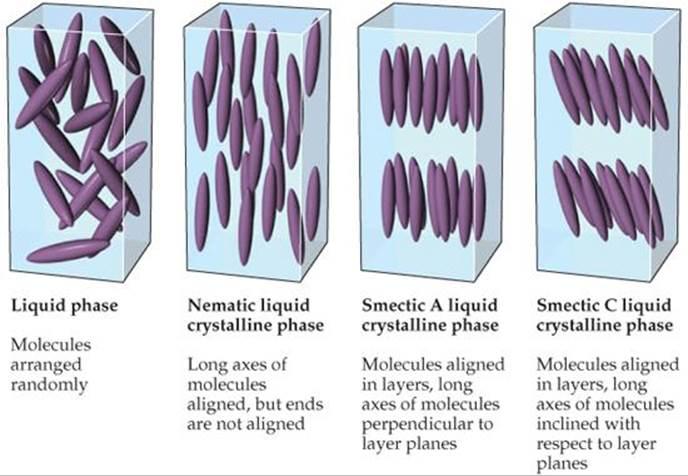 Liquid phase
Molecules
arranged
randomly
Nematic liquid
crystalline phase
Long axes of
molecules
aligned, but ends
are not aligned
Smectic A liquid
crystalline phase
Molecules aligned
in layers, long
axes of molecules
perpendicular to
layer planes
Smectic C liquid
crystalline phase
Molecules aligned
in layers, long
axes of molecules
inclined with
respect to layer
planes